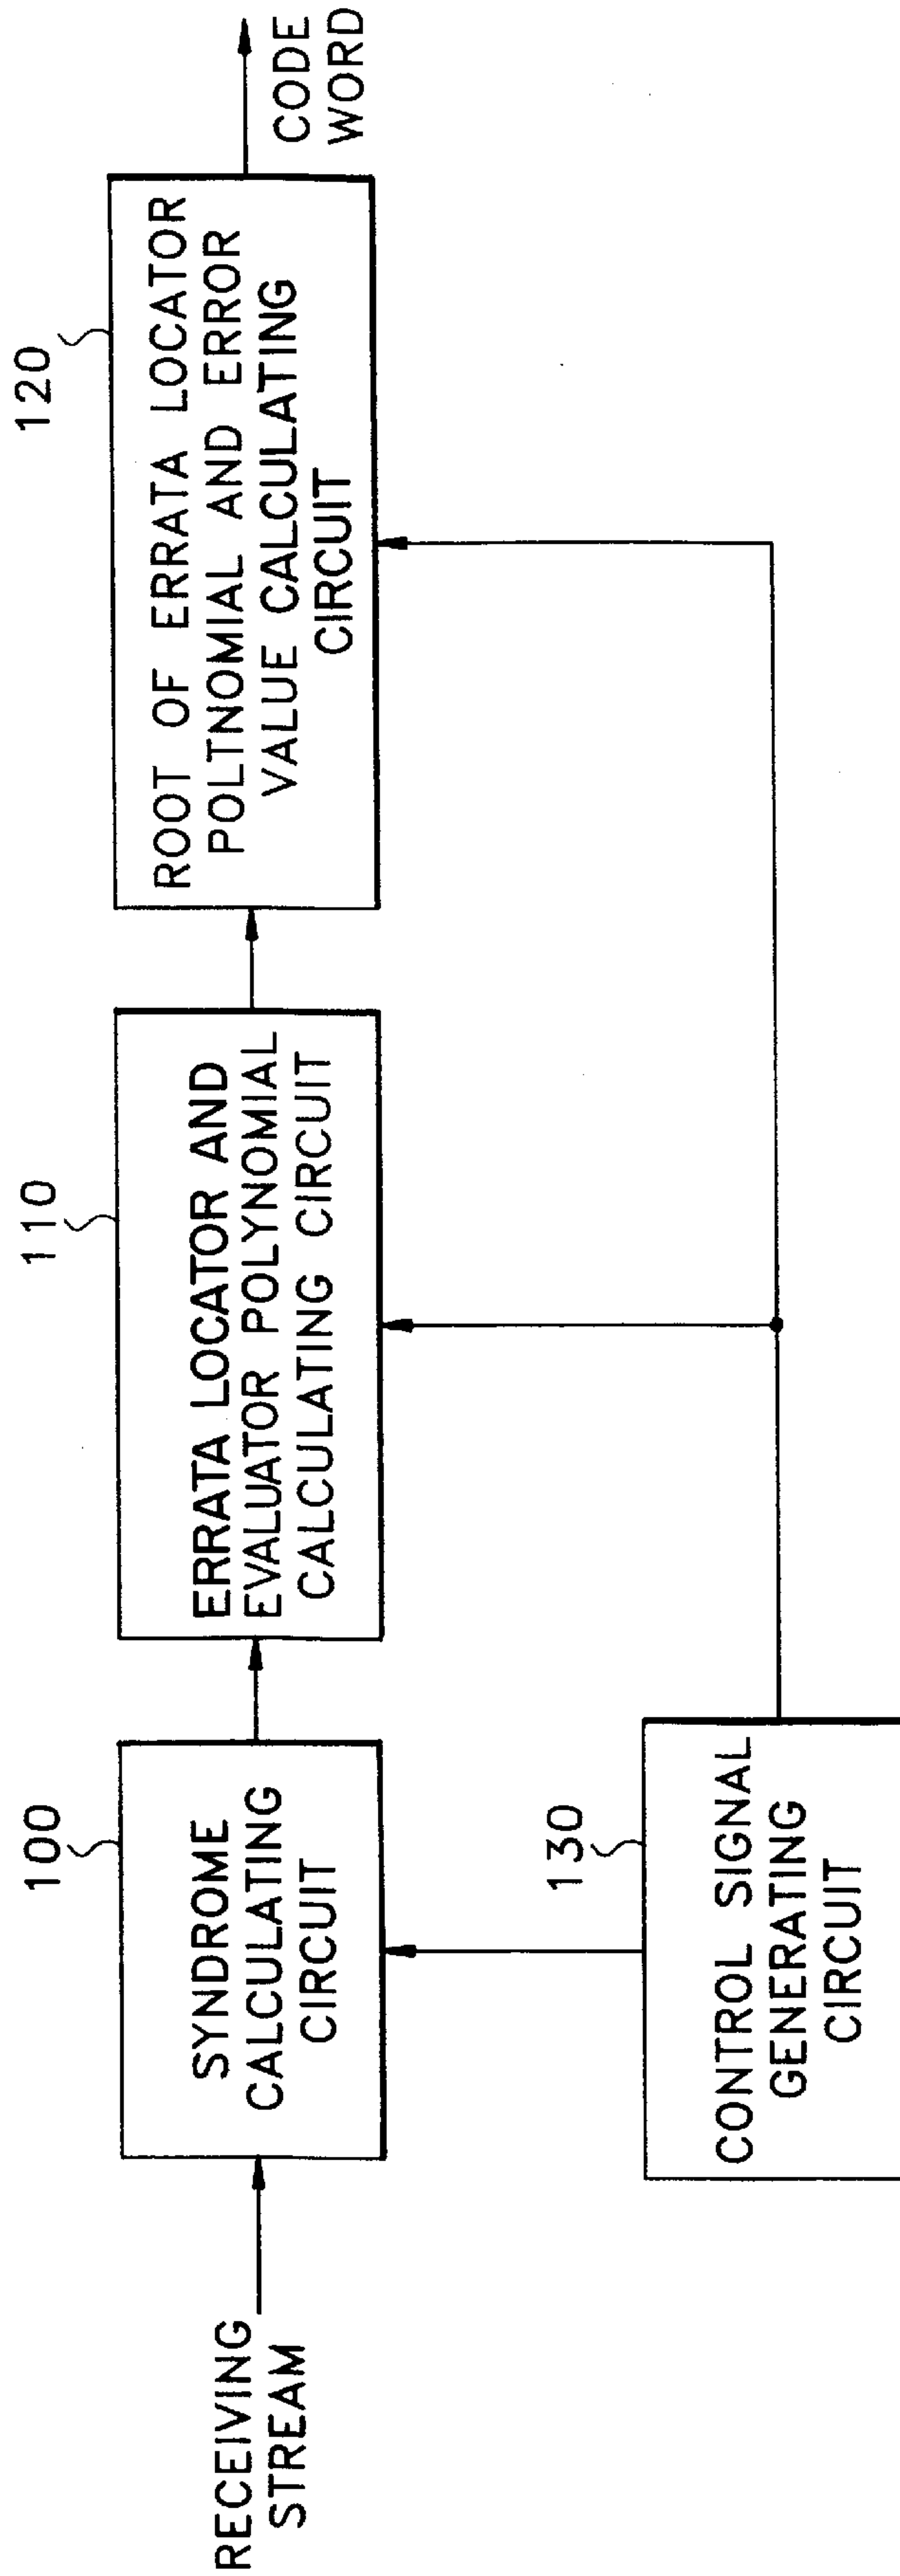 RECEIVING
STREAM
100
SYNDROME
CALCULATING
CIRCUIT
110
ERRATA LOCATOR AND
EVALUATOR POLYNOMIAL
CALCULATING CIRCUIT
120
ROOT OF ERRATA LOCATOR
POLTNOMIAL AND ERROR
VALUE CALCULATING
CIRCUIT
CODE
WORD
130
CONTROL SIGNAL
GENERATING
CIRCUIT